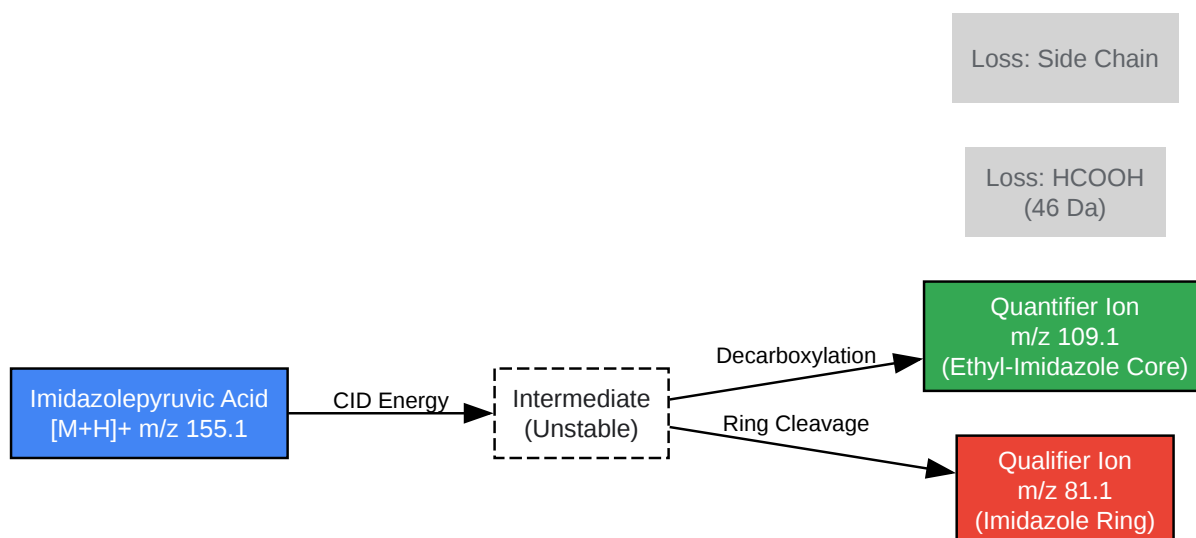 Loss: Side Chain
Loss: HCOOH
(46 Da)
Quantifier Ion
m/z 109.1
(Ethyl-Imidazole Core)
Decarboxylation
Imidazolepyruvic Acid
[M+H]+ m/z 155.1
CID Energy
Intermediate
(Unstable)
Ring Cleavage
Qualifier Ion
m/z 81.1
(Imidazole Ring)